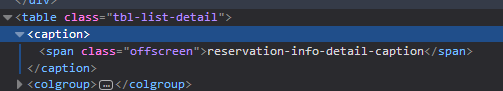 </div>
<table class="tbl-list-detail">
<caption>
<span class="offscreen">reservation-info-detail-caption</span>
</caption>
<colgroup>…</colgroup>